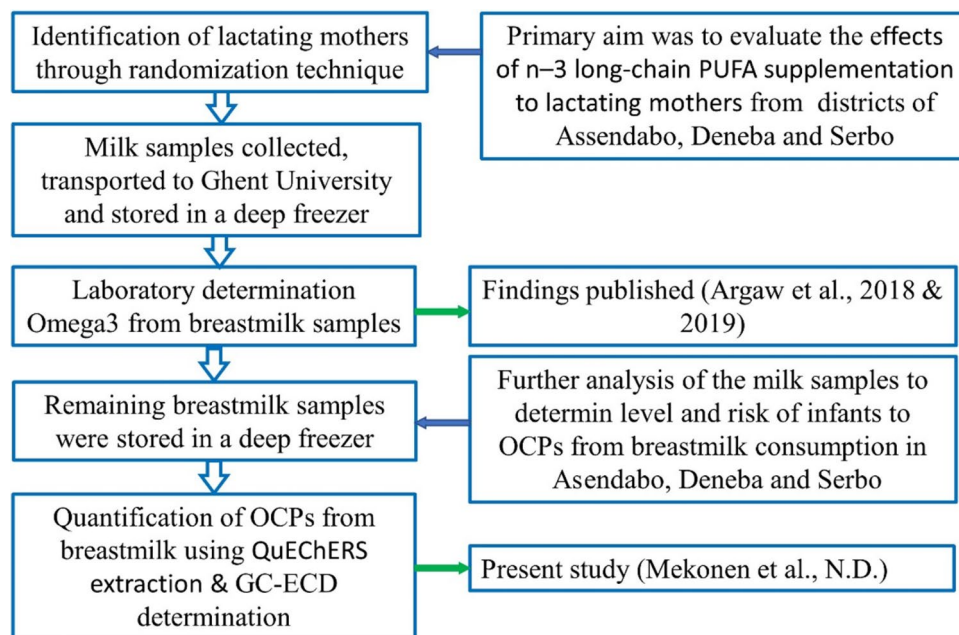 Identification of lactating mothers
through randomization technique
Primary aim was to evaluate the effects
of n–3 long-chain PUFA supplementation
to lactating mothers from districts of
Assendabo, Deneba and Serbo
Milk samples collected,
transported to Ghent University
and stored in a deep freezer
Laboratory determination
Omega3 from breastmilk samples
Findings published (Argaw et al., 2018 &
2019)
Remaining breastmilk samples
were stored in a deep freezer
Further analysis of the milk samples to
determin level and risk of infants to
OCPs from breastmilk consumption in
Asendabo, Deneba and Serbo
Quantification of OCPs from
breastmilk using QuEChERS
extraction & GC-ECD
determination
Present study (Mekonen et al., N.D.)